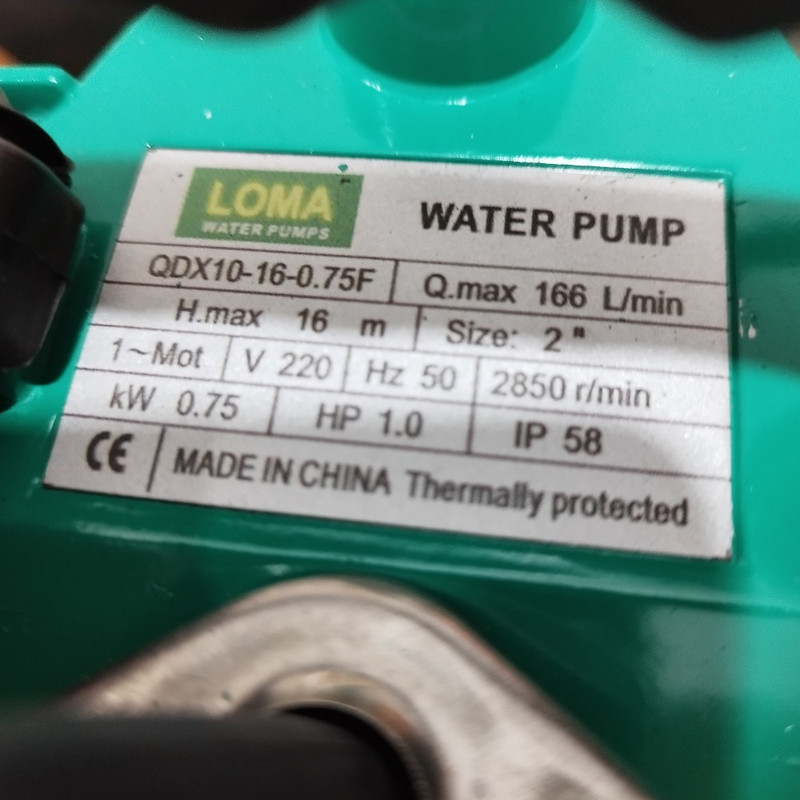 LOMA
WATER PUMPS
WATER PUMP
QDX10-16-0.75F Q.max 166 L/min
H.max 16 m Size: 2"
1~Mot V 220 Hz 50 2850 r/min
kW 0.75 HP 1.0 IP 58
CE MADE IN CHINA Thermally protected